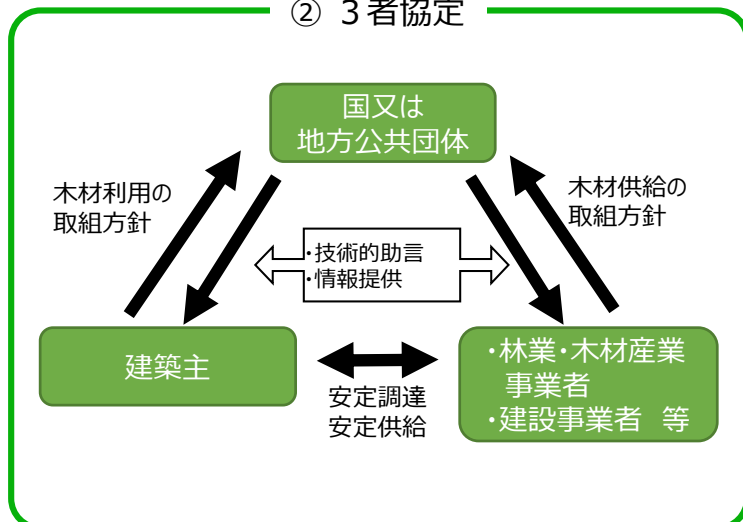 ② ３者協定
国又は
地方公共団体
木材利用の
取組方針
木材供給の
取組方針
・技術的助言
・情報提供
建築主
安定調達
安定供給
・林業・木材産業
事業者
・建設事業者　等